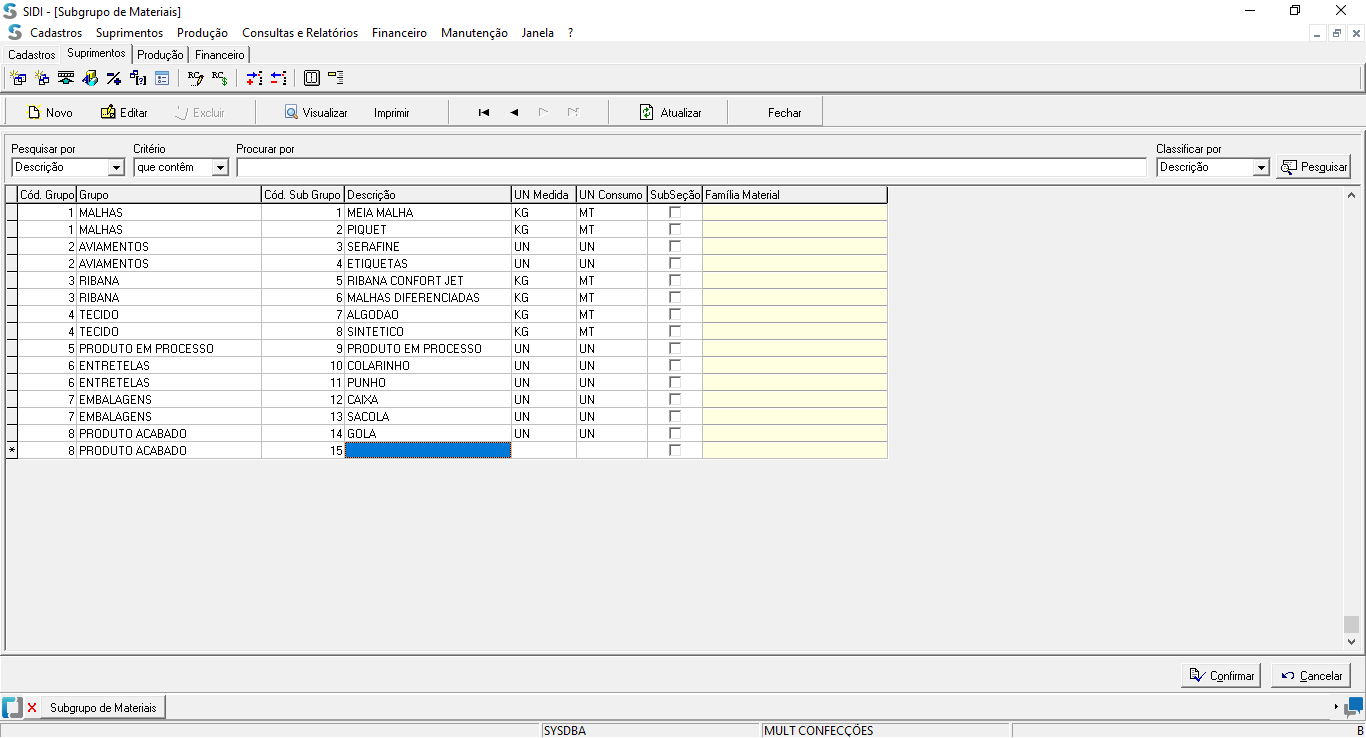 SIDI - [Subgrupo de Materiais]
Cadastros Suprimentos Produção Consultas e Relatórios Financeiro Manutenção Janela ?
Cadastros Suprimentos Produção Financeiro
Novo Editar Excluir Visualizar Imprimir Atualizar Fechar
Pesquisar por Critério Procurar por Classificar por
Descrição que contêm Descrição Pesquisar
Cód. Grupo Grupo Cód. Sub Grupo Descrição UN Medida UN Consumo SubSeção Família Material
1 MALHAS 1 MEIA MALHA KG MT
1 MALHAS 2 PIQUET KG MT
2 AVIAMENTOS 3 SERAFINE UN UN
2 AVIAMENTOS 4 ETIQUETAS UN UN
3 RIBANA 5 RIBANA CONFORT JET KG MT
3 RIBANA 6 MALHAS DIFERENCIADAS KG MT
4 TECIDO 7 ALGODAO KG MT
4 TECIDO 8 SINTETICO KG MT
5 PRODUTO EM PROCESSO 9 PRODUTO EM PROCESSO UN UN
6 ENTRETELAS 10 COLARINHO UN UN
6 ENTRETELAS 11 PUNHO UN UN
7 EMBALAGENS 12 CAIXA UN UN
7 EMBALAGENS 13 SACOLA UN UN
8 PRODUTO ACABADO 14 GOLA UN UN
* 8 PRODUTO ACABADO 15
Confirmar Cancelar
Subgrupo de Materiais
SYSDBA MULT CONFECÇÕES B